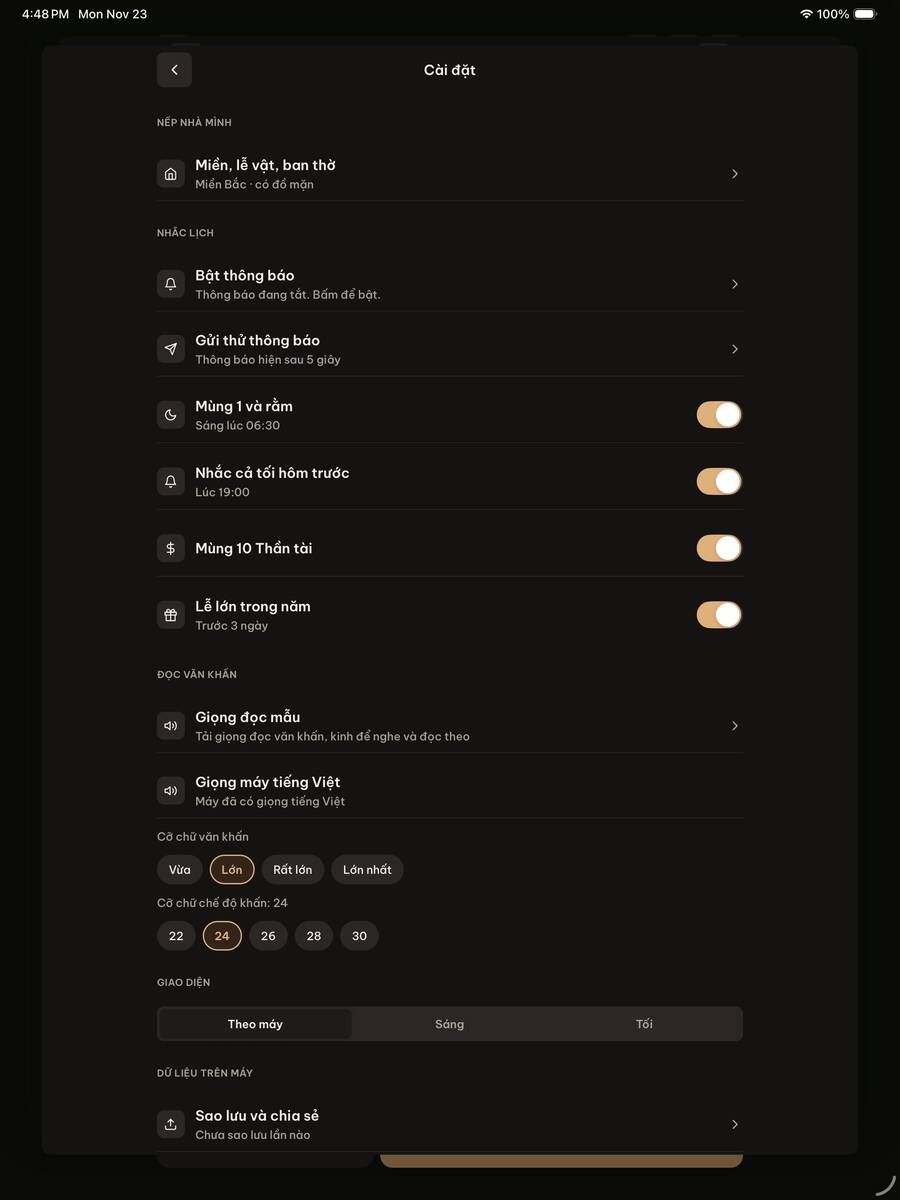 4:48 PM Mon Nov 23
100%
Cài đặt
NẾP NHÀ MÌNH
Miền, lễ vật, ban thờ
Miền Bắc · có đồ mặn
NHẮC LỊCH
Bật thông báo
Thông báo đang tắt. Bấm để bật.
Gửi thử thông báo
Thông báo hiện sau 5 giây
Mùng 1 và rằm
Sáng lúc 06:30
Nhắc cả tối hôm trước
Lúc 19:00
Mùng 10 Thần tài
Lễ lớn trong năm
Trước 3 ngày
ĐỌC VĂN KHẤN
Giọng đọc mẫu
Tải giọng đọc văn khấn, kinh để nghe và đọc theo
Giọng máy tiếng Việt
Máy đã có giọng tiếng Việt
Cỡ chữ văn khấn
Vừa Lớn Rất lớn Lớn nhất
Cỡ chữ chế độ khấn: 24
22 24 26 28 30
GIAO DIỆN
Theo máy Sáng Tối
DỮ LIỆU TRÊN MÁY
Sao lưu và chia sẻ
Chưa sao lưu lần nào